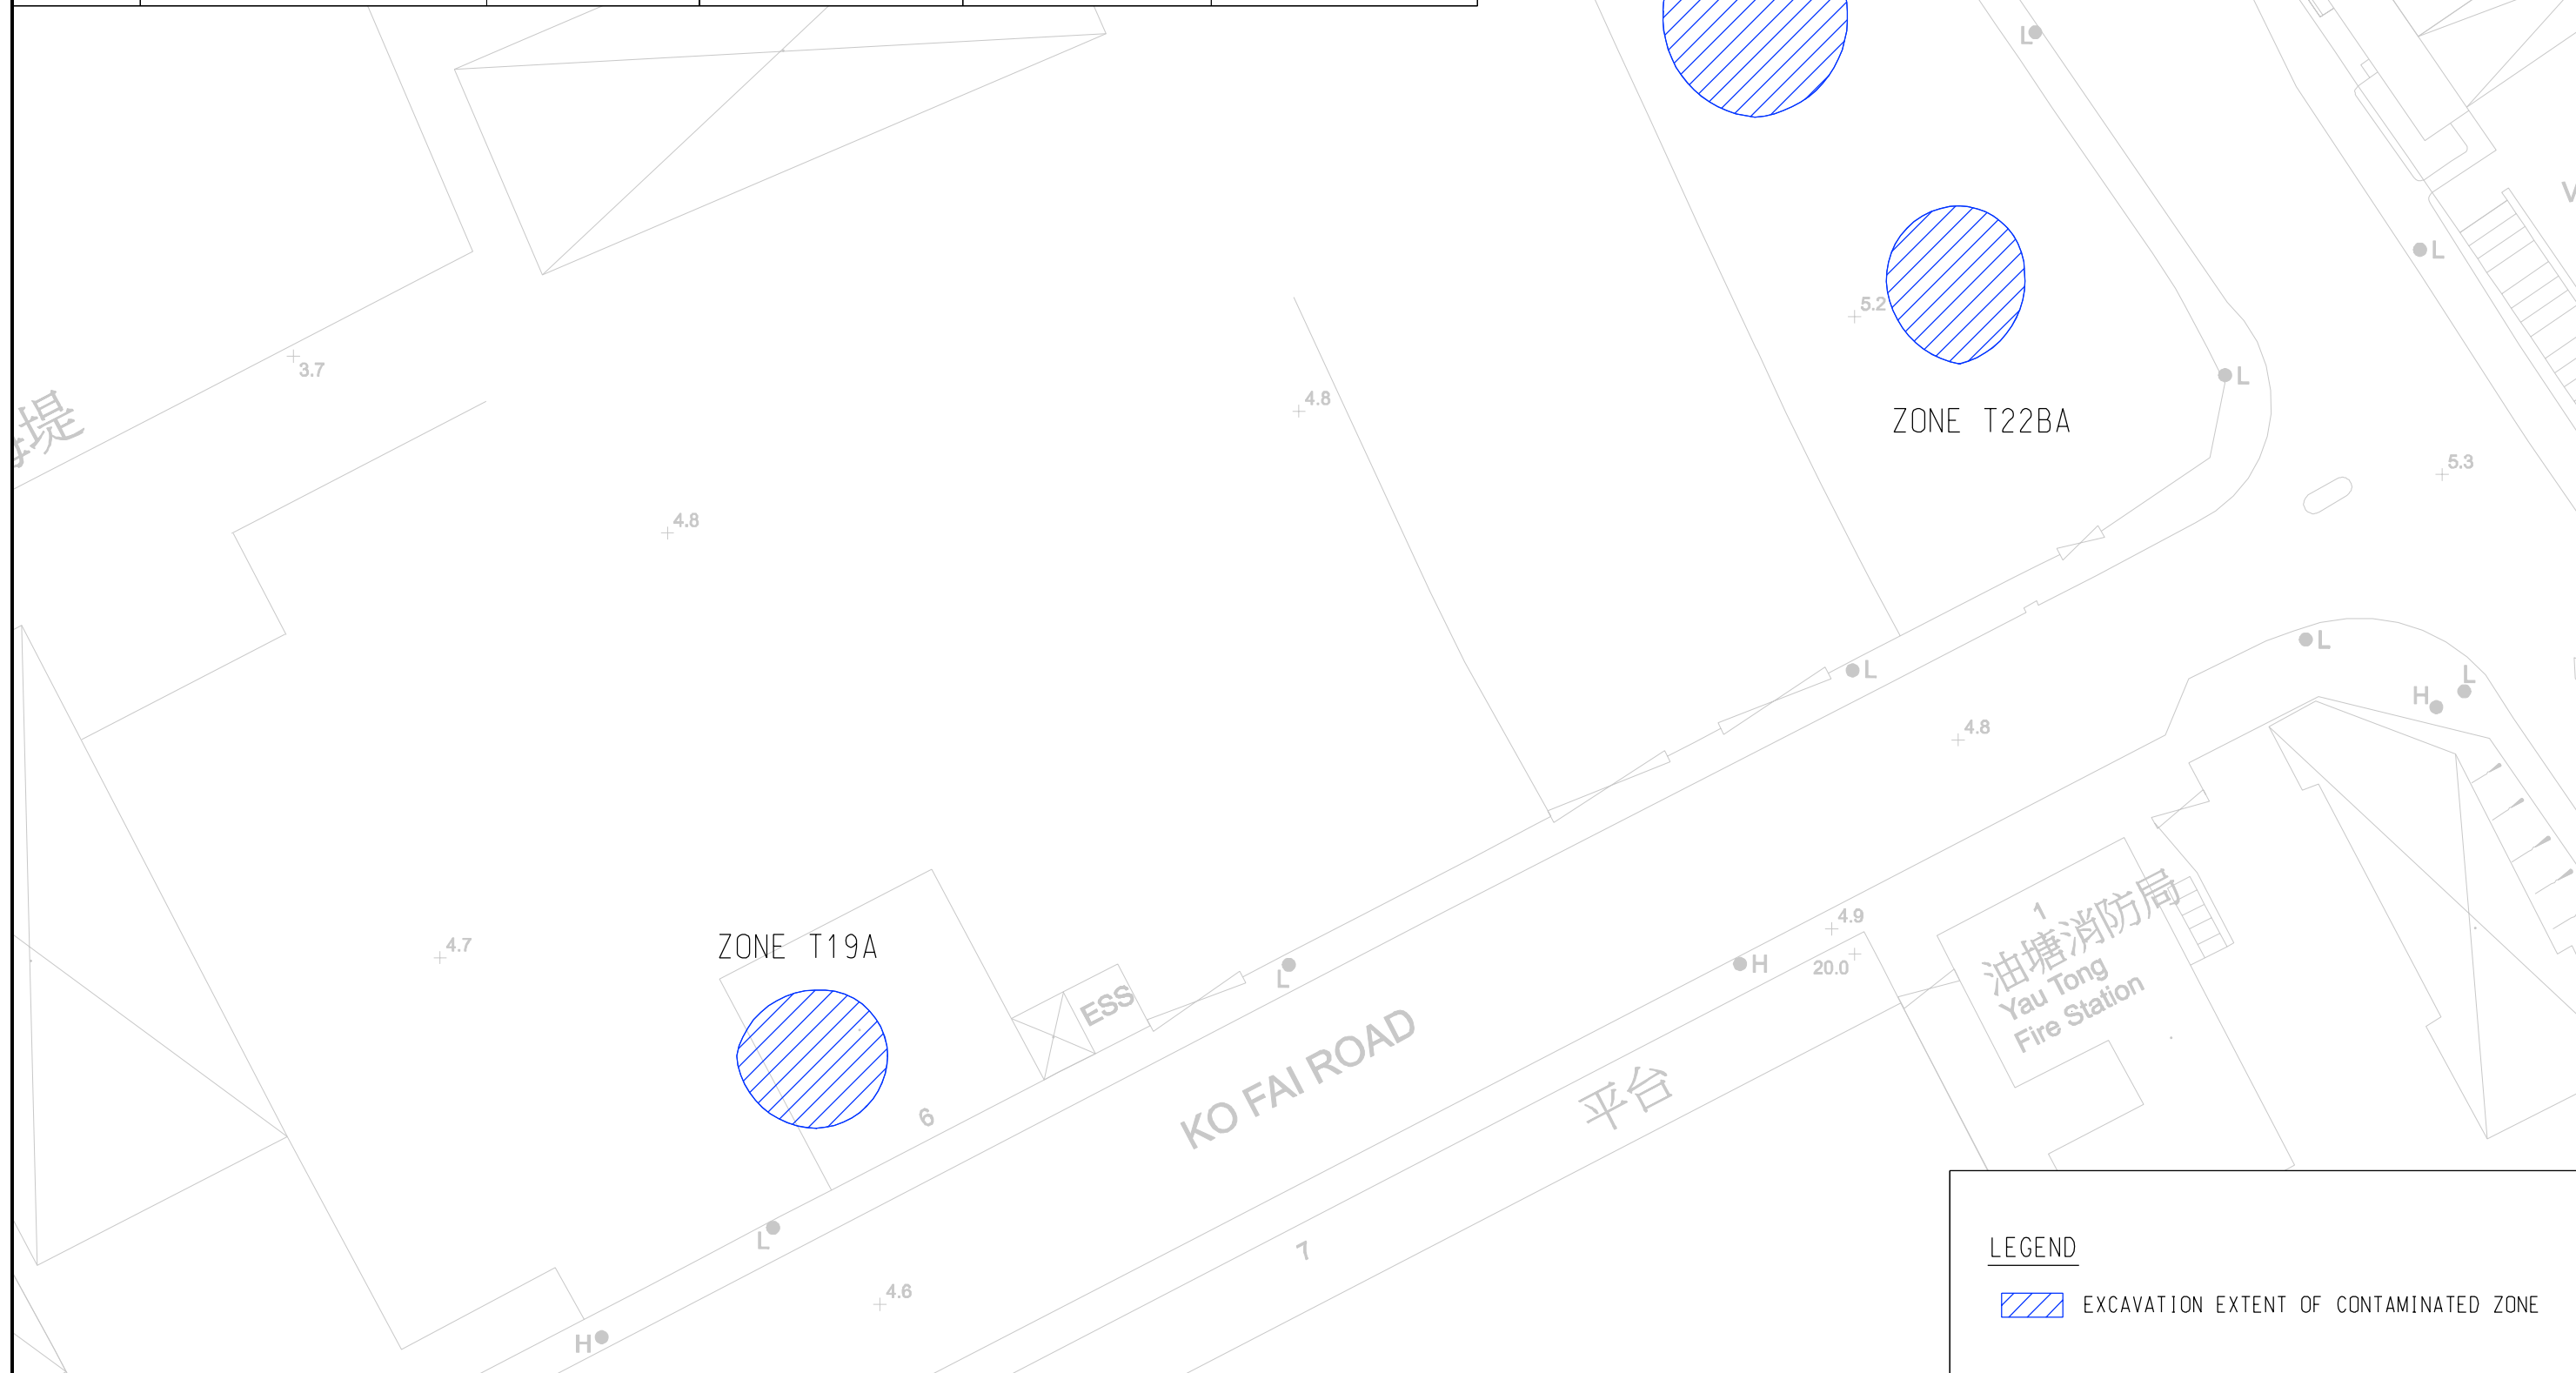 L
L
5.2
3.7
堤
4.8
L
ZONE T22BA
5.3
4.8
L
L
L
H
4.8
ZONE T19A
4.7
ESS
L
H
4.9
20.0
1
油塘消防局
Yau Tong
Fire Station
KO FAI ROAD
平台
6
7
L
4.6
H
LEGEND
EXCAVATION EXTENT OF CONTAMINATED ZONE